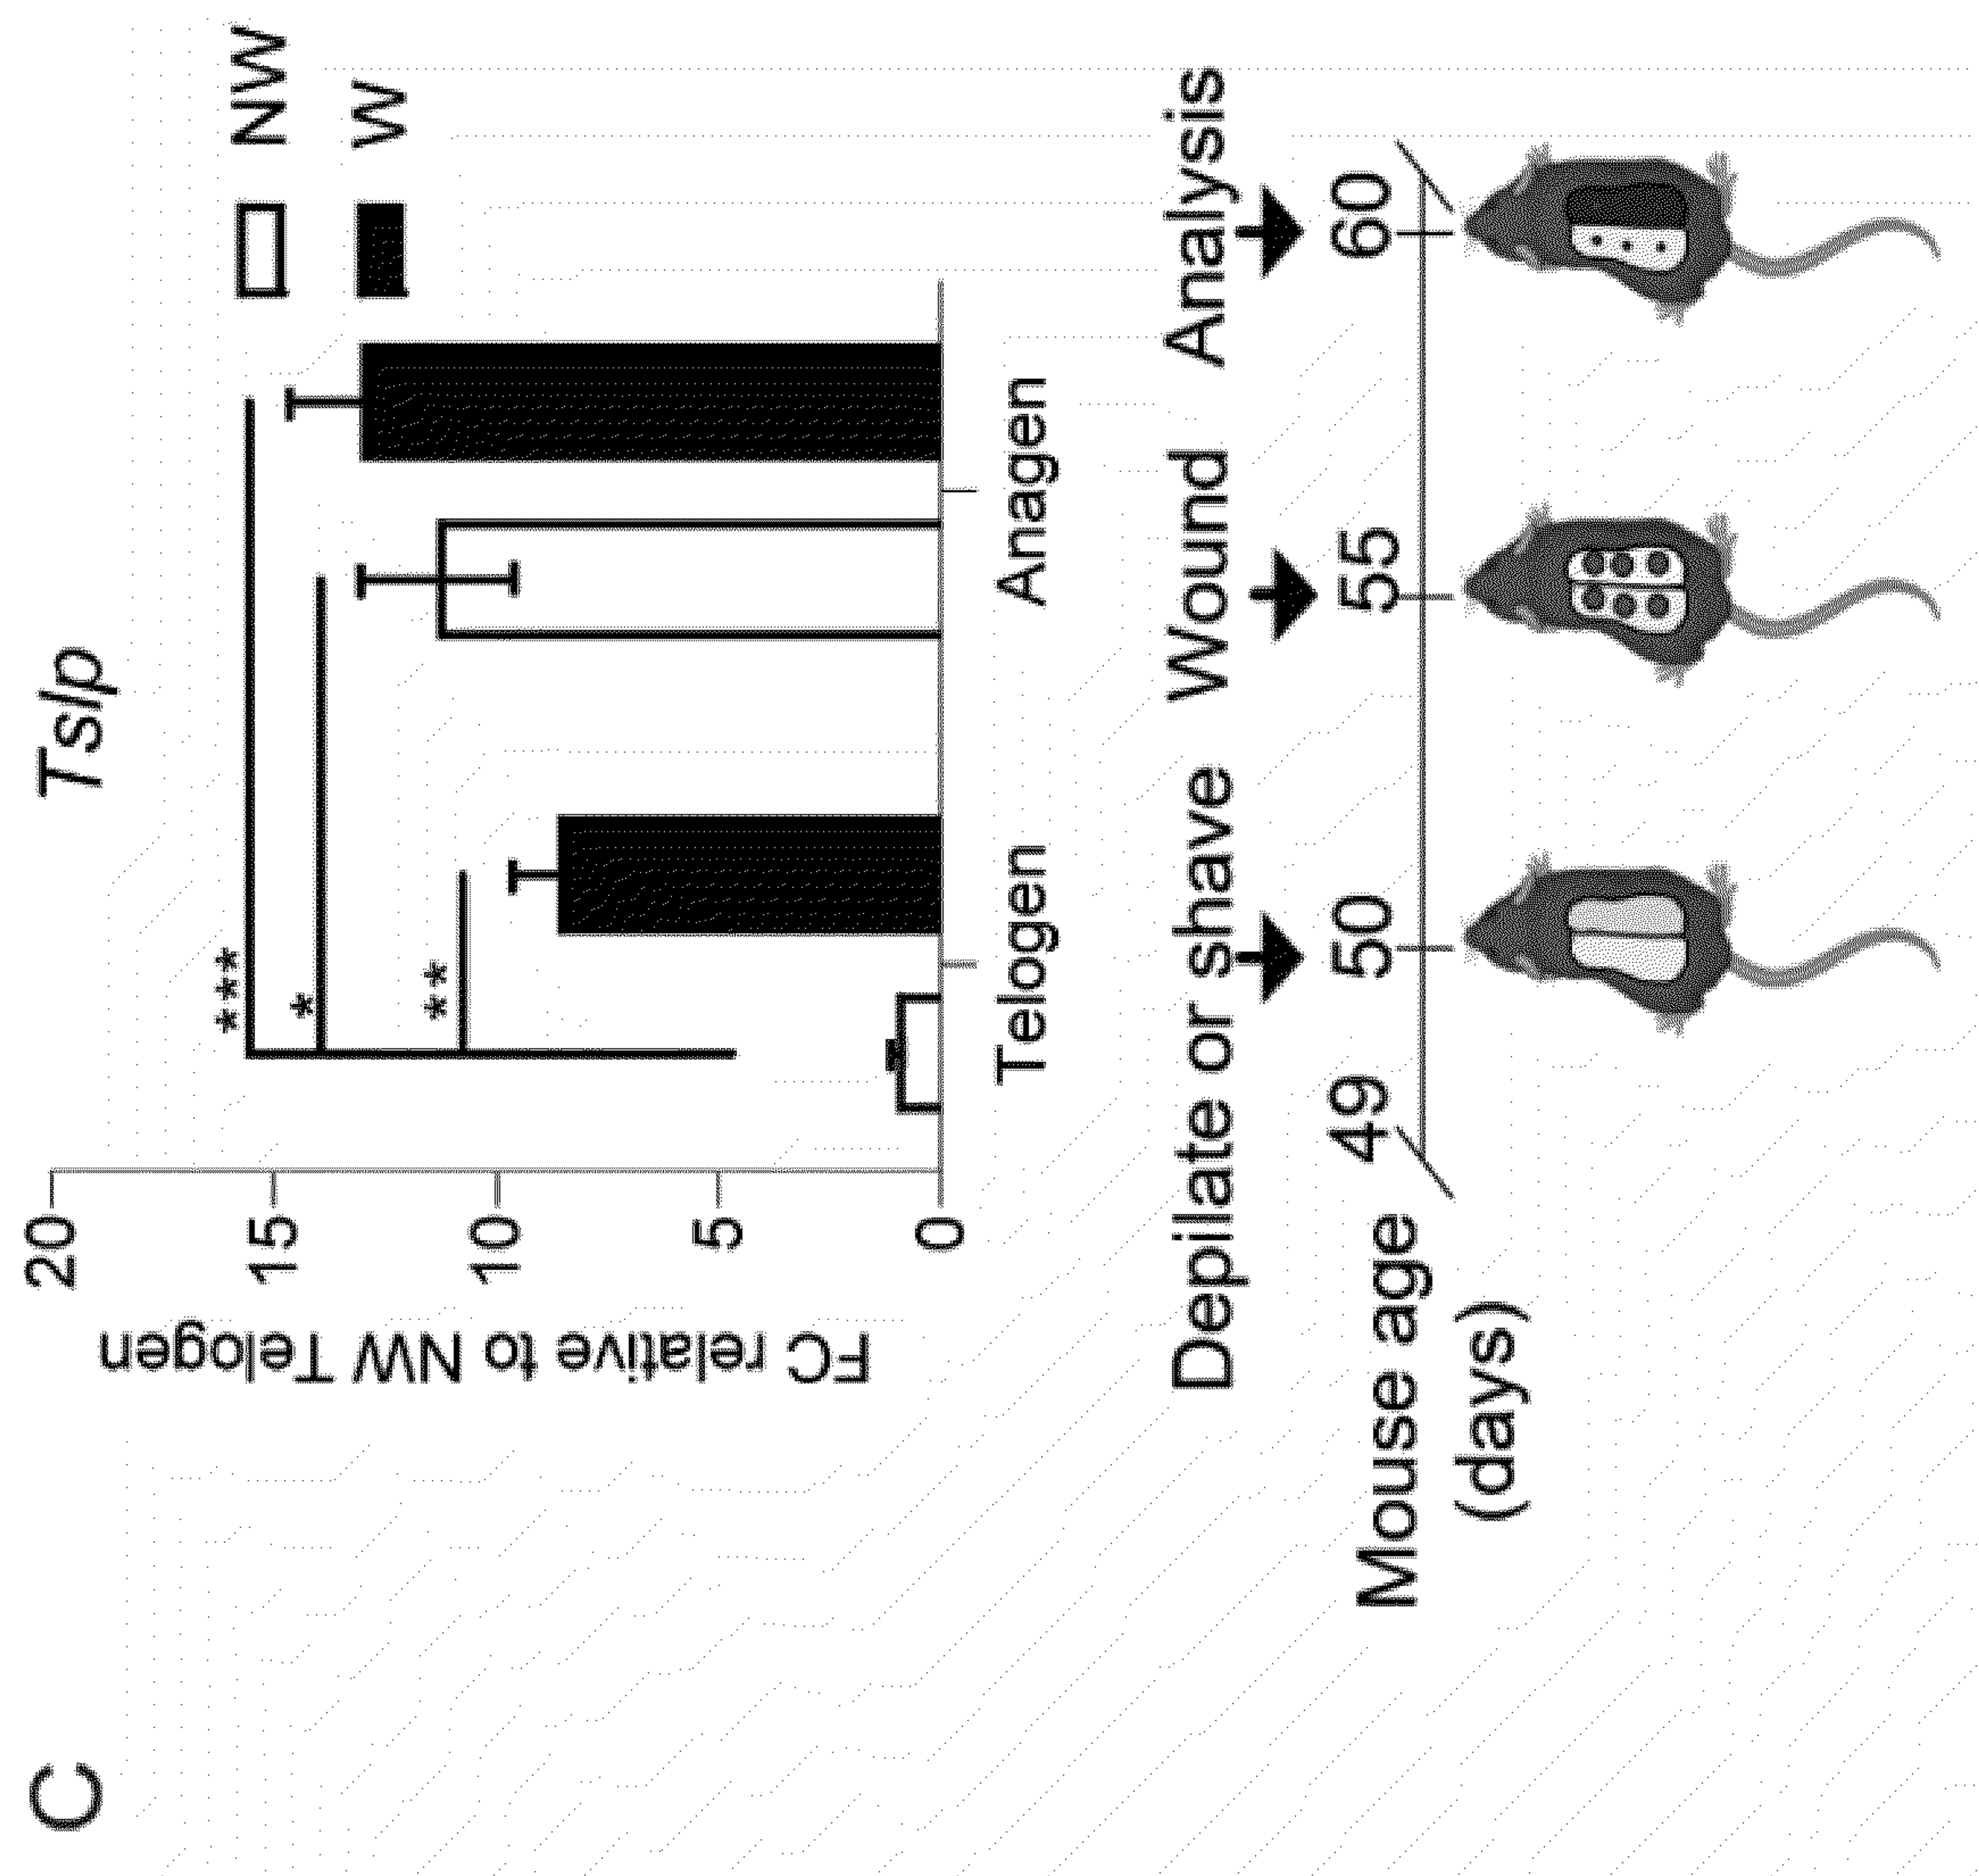 C
Tslp
NW
W
FC relative to NW Telogen
20
15
10
5
0
***
*
**
Telogen
Anagen
Depilate or shave
Wound
Analysis
Mouse age
(days)
49
50
55
60